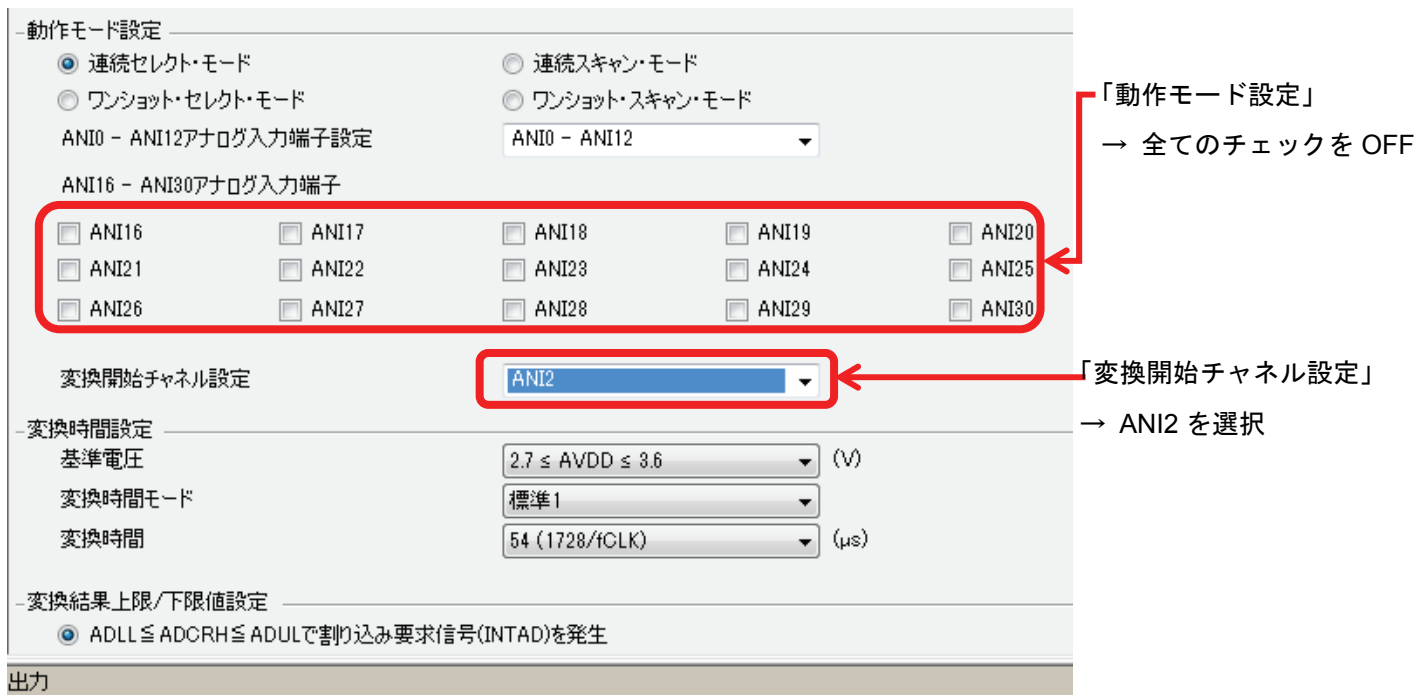 動作モード設定
連続セレクト・モード 連続スキャン・モード
ワンショット・セレクト・モード ワンショット・スキャン・モード
「動作モード設定」
→ 全てのチェックを OFF
ANI0 - ANI12アナログ入力端子設定 ANI0 - ANI12
ANI16 - ANI30アナログ入力端子
ANI16 ANI17 ANI18 ANI19 ANI20
ANI21 ANI22 ANI23 ANI24 ANI25
ANI26 ANI27 ANI28 ANI29 ANI30
変換開始チャネル設定 ANI2
「変換開始チャネル設定」
→ ANI2 を選択
変換時間設定
基準電圧 2.7 ≤ AVDD ≤ 3.6 (V)
変換時間モード 標準1
変換時間 54 (1728/fCLK) (μs)
変換結果上限/下限値設定
ADLL≦ADCRH≦ADULで割り込み要求信号(INTAD)を発生
出力